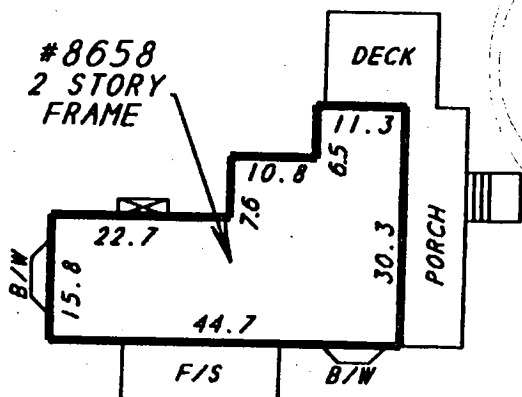 #8658
2 STORY
FRAME
DECK
11.3
10.8
6.5
7.6
22.7
30.3
PORCH
B/W
15.8
44.7
F/S
B/W